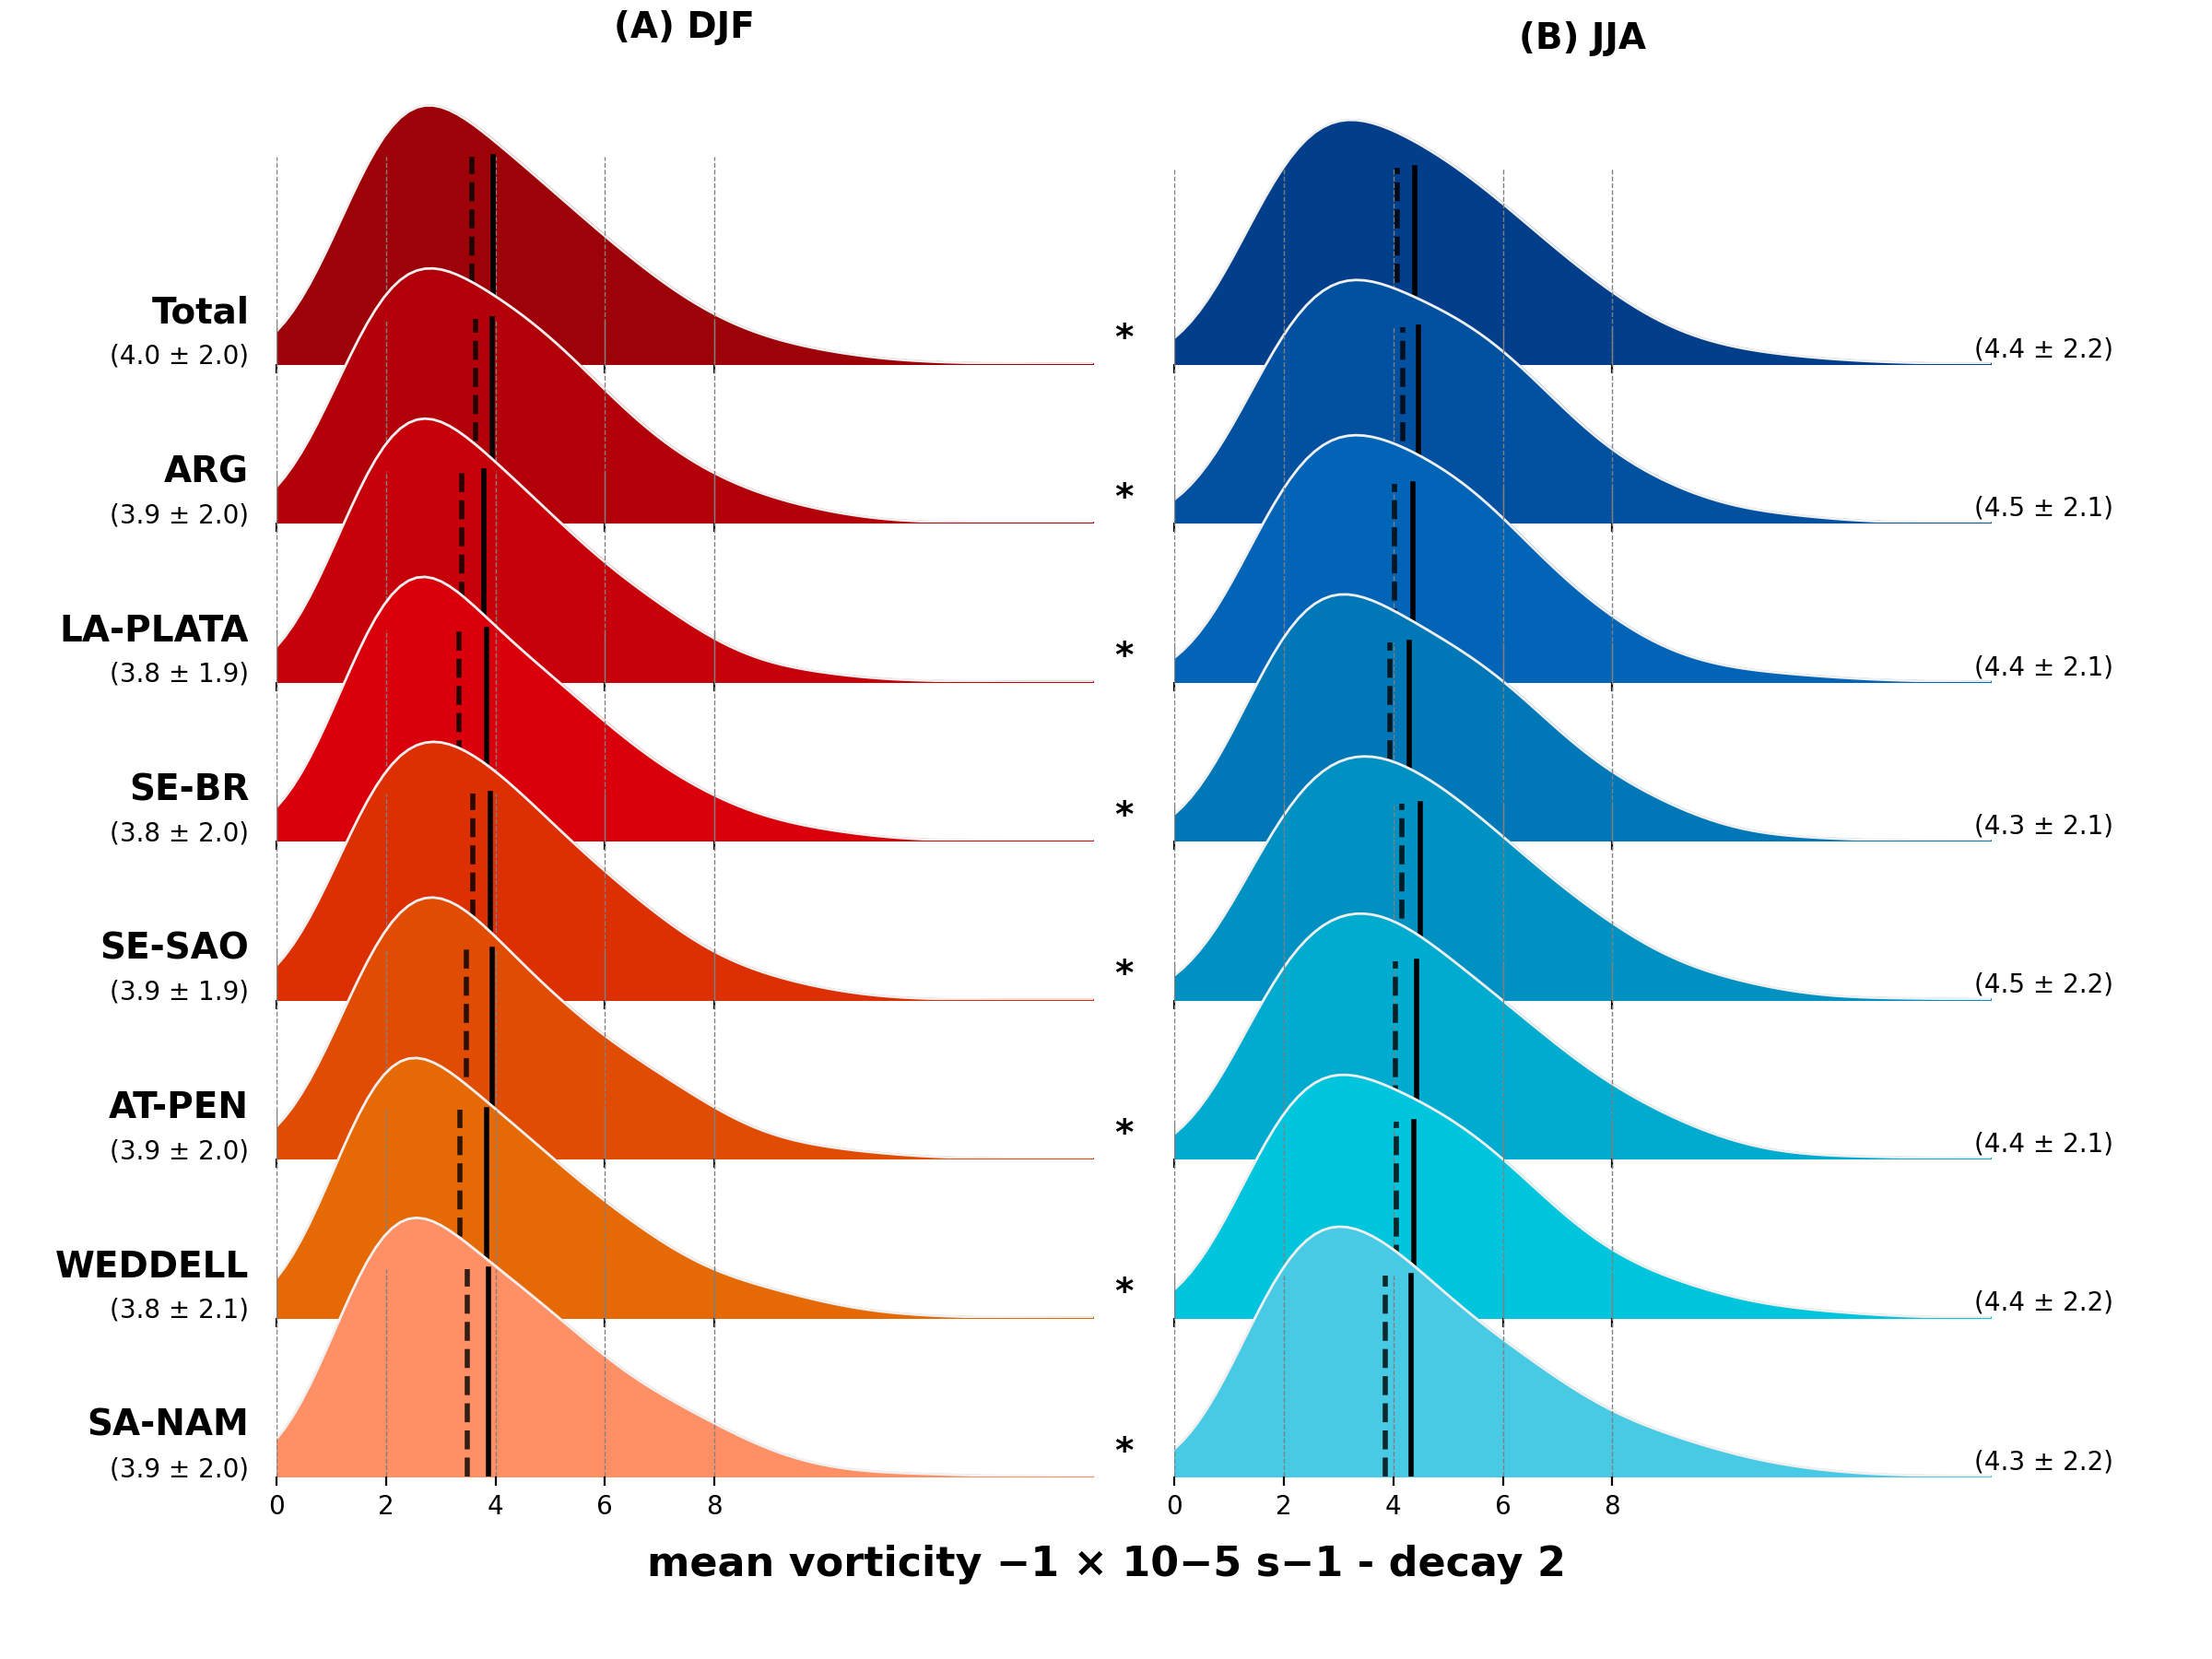 (A) DJF
(B) JJA
Total
(4.0 ± 2.0)
*
(4.4 ± 2.2)
ARG
(3.9 ± 2.0)
*
(4.5 ± 2.1)
LA-PLATA
(3.8 ± 1.9)
*
(4.4 ± 2.1)
SE-BR
(3.8 ± 2.0)
*
(4.3 ± 2.1)
SE-SAO
(3.9 ± 1.9)
*
(4.5 ± 2.2)
AT-PEN
(3.9 ± 2.0)
*
(4.4 ± 2.1)
WEDDELL
(3.8 ± 2.1)
*
(4.4 ± 2.2)
SA-NAM
(3.9 ± 2.0)
*
(4.3 ± 2.2)
0 2 4 6 8
0 2 4 6 8
mean vorticity −1 × 10−5 s−1 - decay 2